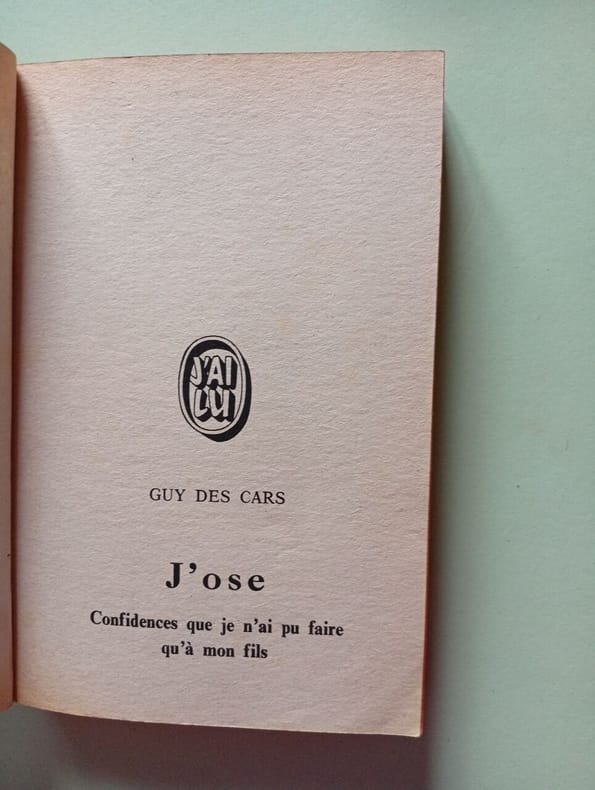 J'AI
LU
GUY DES CARS
J'ose
Confidences que je n'ai pu faire
qu'à mon fils